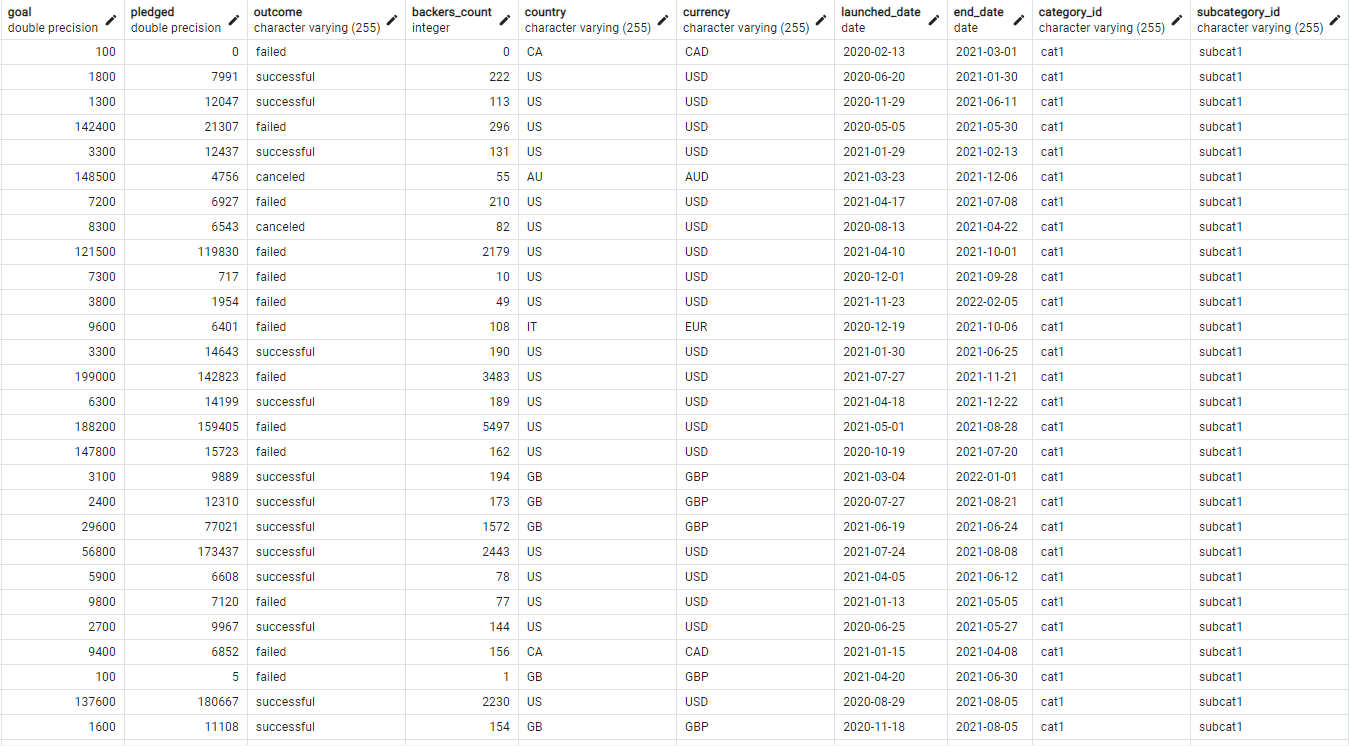 goal pledged outcome backers_count country currency launched_date end_date category_id subcategory_id
double precision double precision character varying (255) integer character varying (255) character varying (255) date date character varying (255) character varying (255)
100 0 failed 0 CA CAD 2020-02-13 2021-03-01 cat1 subcat1
1800 7991 successful 222 US USD 2020-06-20 2021-01-30 cat1 subcat1
1300 12047 successful 113 US USD 2020-11-29 2021-06-11 cat1 subcat1
142400 21307 failed 296 US USD 2020-05-05 2021-05-30 cat1 subcat1
3300 12437 successful 131 US USD 2021-01-29 2021-02-13 cat1 subcat1
148500 4756 canceled 55 AU AUD 2021-03-23 2021-12-06 cat1 subcat1
7200 6927 failed 210 US USD 2021-04-17 2021-07-08 cat1 subcat1
8300 6543 canceled 82 US USD 2020-08-13 2021-04-22 cat1 subcat1
121500 119830 failed 2179 US USD 2021-04-10 2021-10-01 cat1 subcat1
7300 717 failed 10 US USD 2020-12-01 2021-09-28 cat1 subcat1
3800 1954 failed 49 US USD 2021-11-23 2022-02-05 cat1 subcat1
9600 6401 failed 108 IT EUR 2020-12-19 2021-10-06 cat1 subcat1
3300 14643 successful 190 US USD 2021-01-30 2021-06-25 cat1 subcat1
199000 142823 failed 3483 US USD 2021-07-27 2021-11-21 cat1 subcat1
6300 14199 successful 189 US USD 2021-04-18 2021-12-22 cat1 subcat1
188200 159405 failed 5497 US USD 2021-05-01 2021-08-28 cat1 subcat1
147800 15723 failed 162 US USD 2020-10-19 2021-07-20 cat1 subcat1
3100 9889 successful 194 GB GBP 2021-03-04 2022-01-01 cat1 subcat1
2400 12310 successful 173 GB GBP 2020-07-27 2021-08-21 cat1 subcat1
29600 77021 successful 1572 GB GBP 2021-06-19 2021-06-24 cat1 subcat1
56800 173437 successful 2443 US USD 2021-07-24 2021-08-08 cat1 subcat1
5900 6608 successful 78 US USD 2021-04-05 2021-06-12 cat1 subcat1
9800 7120 failed 77 US USD 2021-01-13 2021-05-05 cat1 subcat1
2700 9967 successful 144 US USD 2020-06-25 2021-05-27 cat1 subcat1
9400 6852 failed 156 CA CAD 2021-01-15 2021-04-08 cat1 subcat1
100 5 failed 1 GB GBP 2021-04-20 2021-06-30 cat1 subcat1
137600 180667 successful 2230 US USD 2020-08-29 2021-08-05 cat1 subcat1
1600 11108 successful 154 GB GBP 2020-11-18 2021-08-05 cat1 subcat1